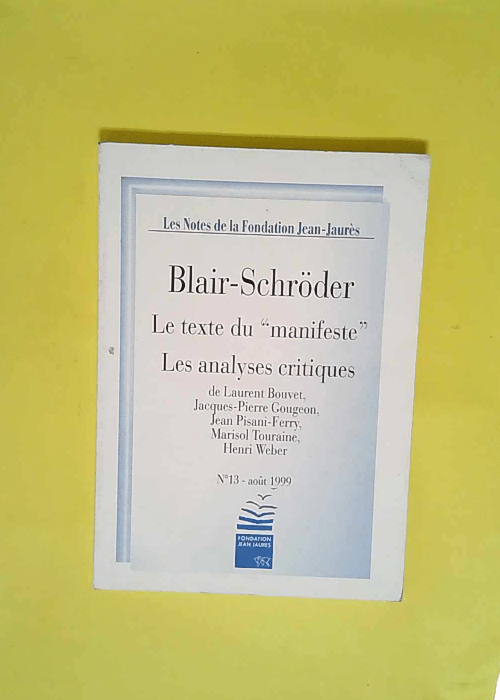 Les Notes de la Fondation Jean-Jaurès
Blair-Schröder
Le texte du “manifeste”
Les analyses critiques
de Laurent Bouvet,
Jacques-Pierre Gougeon,
Jean Pisani-Ferry,
Marisol Touraine,
Henri Weber
N°13 - août 1999
FONDATION
JEAN JAURÈS